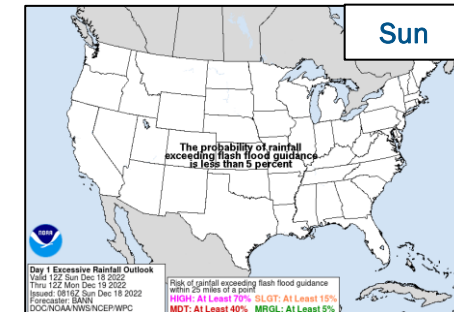 Sun
The probability of rainfall
exceeding flash flood guidance
is less than 5 percent
NOAA
Day 1 Excessive Rainfall Outlook
Valid 12Z Sun Dec 18 2022
Thru 12Z Mon Dec 19 2022
Issued: 0816Z Sun Dec 18 2022
Forecaster: BANN
DOC/NOAA/NWS/NCEP/WPC
Risk of rainfall exceeding flash flood guidance
within 25 miles of a point
HIGH: At Least 70% SLGT: At Least 15%
MDT: At Least 40% MRGL: At Least 5%